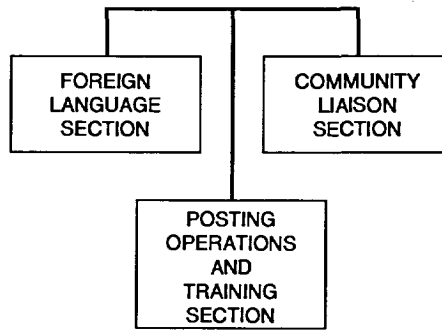 FOREIGN
LANGUAGE
SECTION
COMMUNITY
LIAISON
SECTION
POSTING
OPERATIONS
AND
TRAINING
SECTION